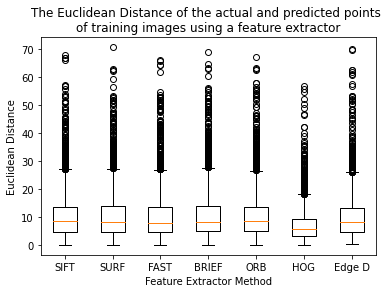 The Euclidean Distance of the actual and predicted points
of training images using a feature extractor
Euclidean Distance
70
60
50
40
30
20
10
0
SIFT SURF FAST BRIEF ORB HOG Edge D
Feature Extractor Method